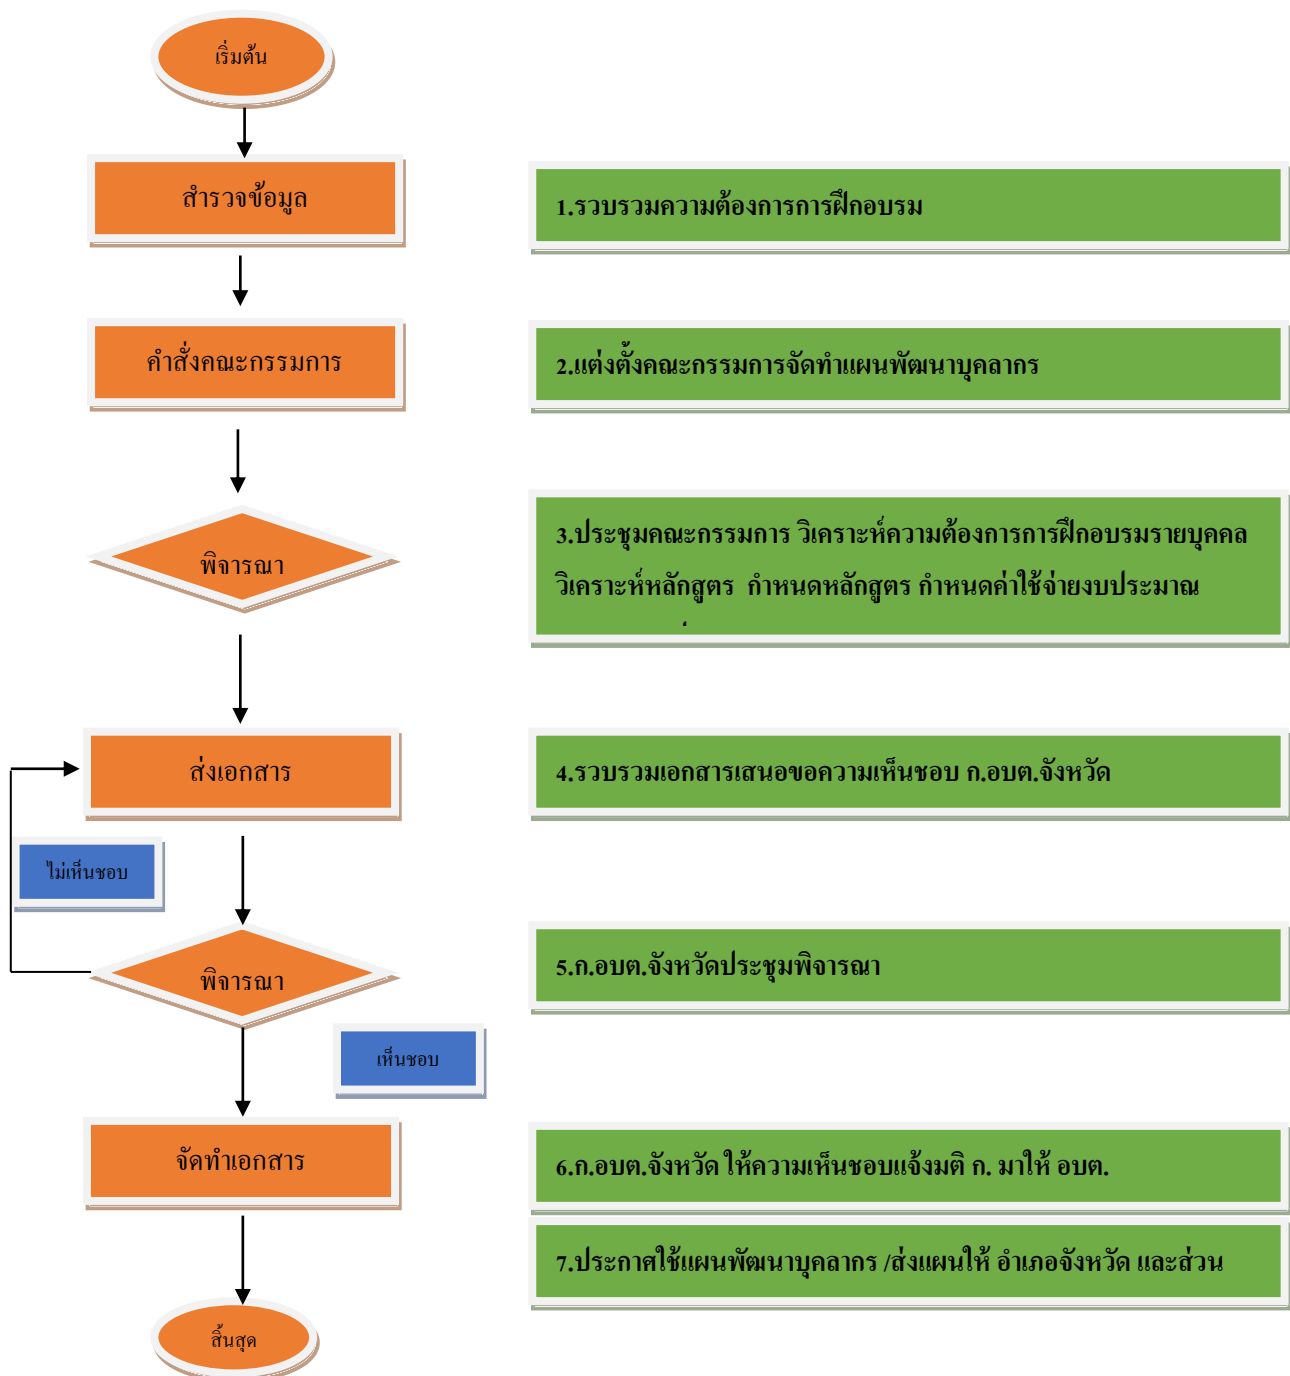 เริ่มต้น
สำรวจข้อมูล
1.รวบรวมความต้องการการฝึกอบรม
คำสั่งคณะกรรมการ
2.แต่งตั้งคณะกรรมการจัดทำแผนพัฒนาบุคลากร
พิจารณา
3.ประชุมคณะกรรมการ วิเคราะห์ความต้องการการฝึกอบรมรายบุคคล
วิเคราะห์หลักสูตร กำหนดหลักสูตร กำหนดค่าใช้จ่ายงบประมาณ
ส่งเอกสาร
4.รวบรวมเอกสารเสนอขอความเห็นชอบ ก.อบต.จังหวัด
ไม่เห็นชอบ
พิจารณา
5.ก.อบต.จังหวัดประชุมพิจารณา
เห็นชอบ
จัดทำเอกสาร
6.ก.อบต.จังหวัด ให้ความเห็นชอบแจ้งมติ ก. มาให้ อบต.
7.ประกาศใช้แผนพัฒนาบุคลากร /ส่งแผนให้ อำเภอจังหวัด และส่วน
สิ้นสุด